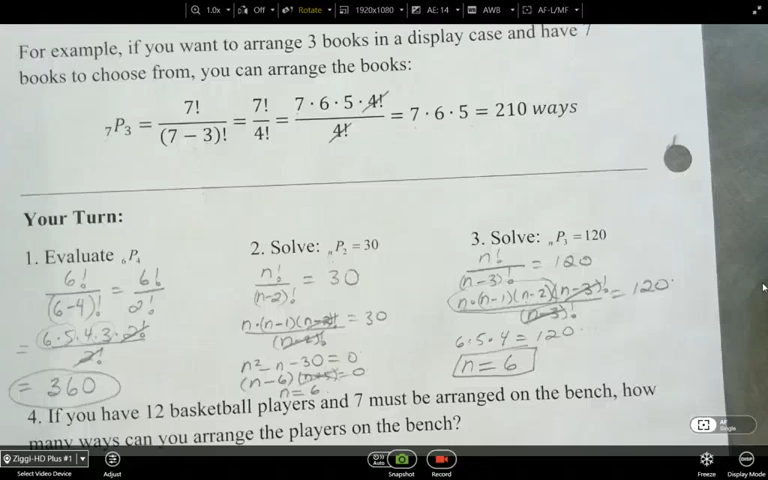 1.0x Off Rotate 1920x1080 AE: 14 AWB AF-L/MF
For example, if you want to arrange 3 books in a display case and have 7
books to choose from, you can arrange the books:
₇P₃ = 7!/(7 − 3)! = 7!/4! = 7 · 6 · 5 · 4!/4! = 7 · 6 · 5 = 210 ways
Your Turn:
1. Evaluate ₆P₄
6!/(6-4)! = 6!/2!
= 6·5·4·3·2!/2!
= 360
2. Solve: ₙP₂ = 30
n!/(n-2)! = 30
n·(n-1)(n-2)!/(n-2)! = 30
n² - n - 30 = 0
(n-6)(n+5) = 0
n = 6
3. Solve: ₙP₃ = 120
n!/(n-3)! = 120
n·(n-1)(n-2)(n-3)!/(n-3)! = 120
6·5·4 = 120
n = 6
4. If you have 12 basketball players and 7 must be arranged on the bench, how
many ways can you arrange the players on the bench?
AF Single
Ziggi-HD Plus #1
Select Video Device Adjust Auto Snapshot Record Freeze DISP Display Mode